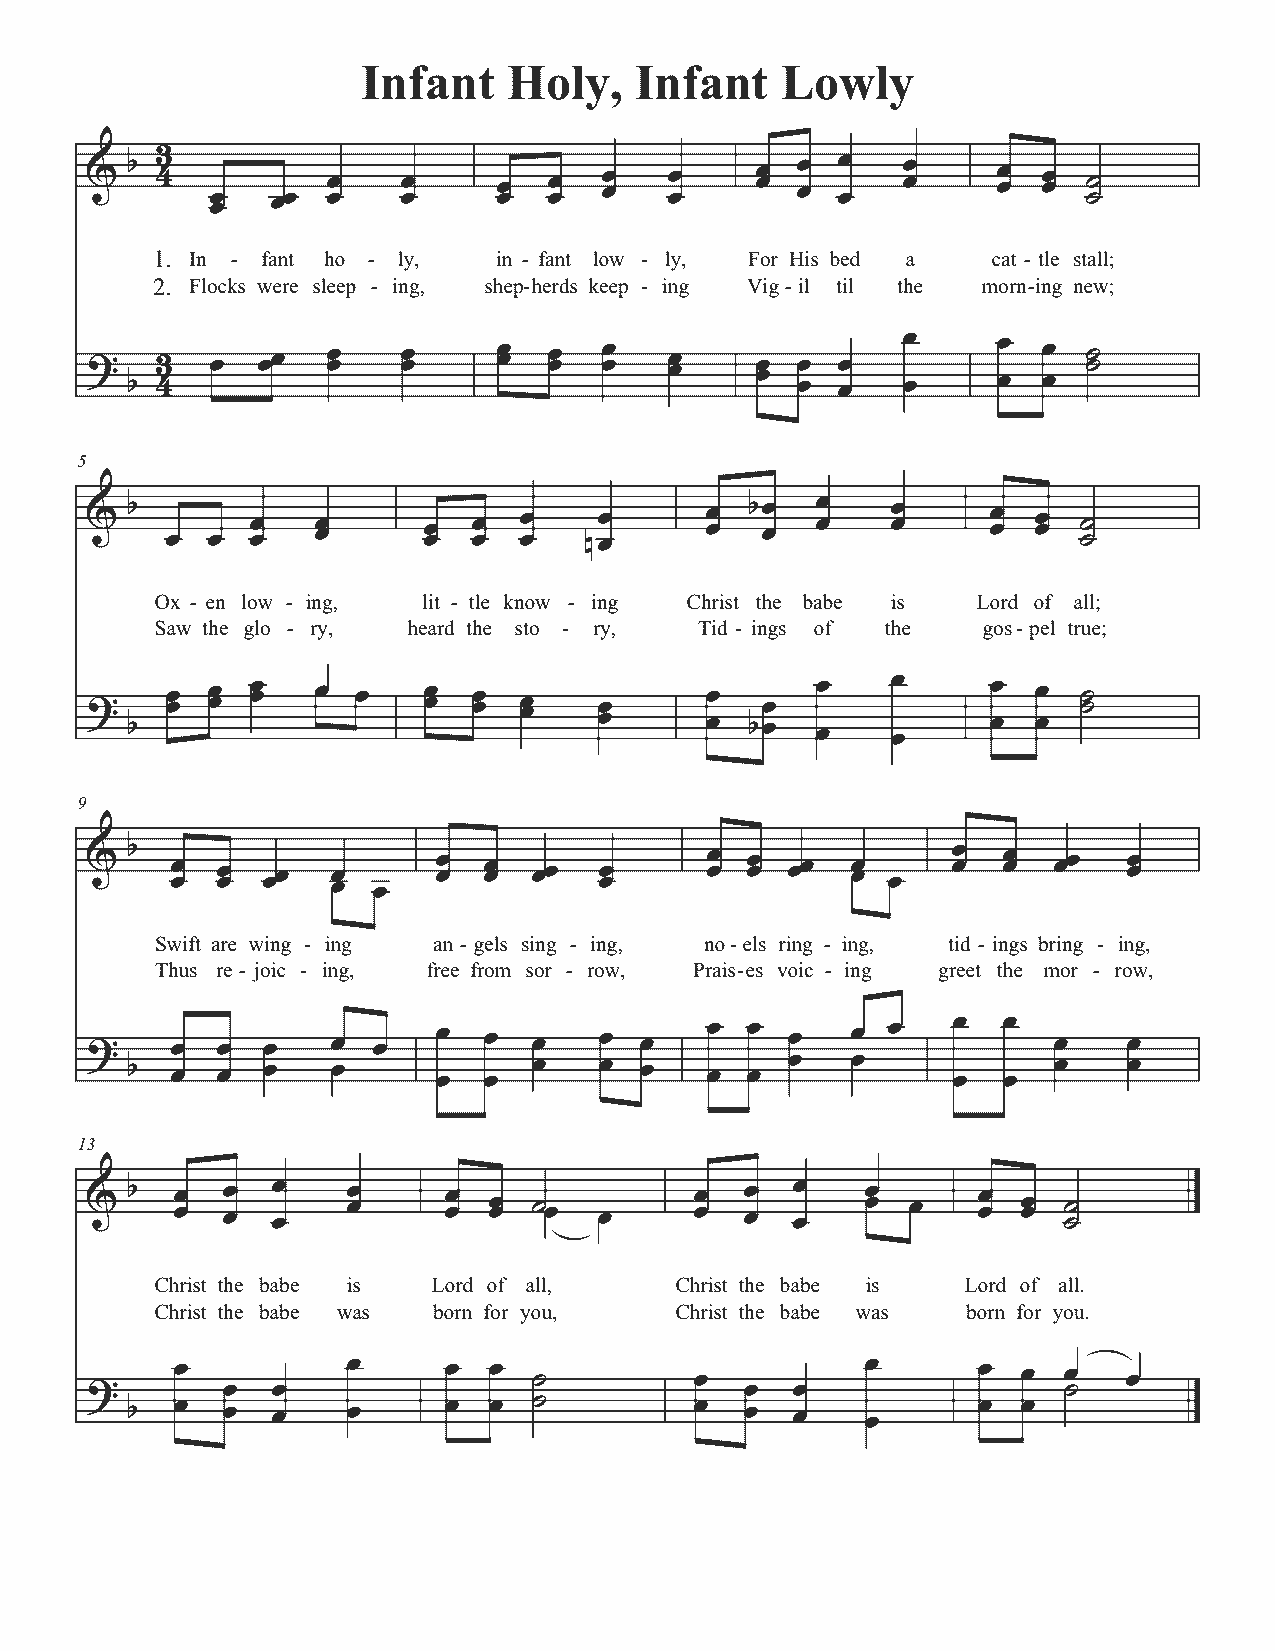 Infant Holy, Infant Lowly
1. In - fant ho - ly, in - fant low - ly, For His bed a cat - tle stall;
2. Flocks were sleep - ing, shep-herds keep - ing Vig - il til the morn-ing new;
5
Ox - en low - ing, lit - tle know - ing Christ the babe is Lord of all;
Saw the glo - ry, heard the sto - ry, Tid - ings of the gos - pel true;
9
Swift are wing - ing an - gels sing - ing, no - els ring - ing, tid - ings bring - ing,
Thus re - joic - ing, free from sor - row, Prais-es voic - ing greet the mor - row,
13
Christ the babe is Lord of all, Christ the babe is Lord of all.
Christ the babe was born for you, Christ the babe was born for you.